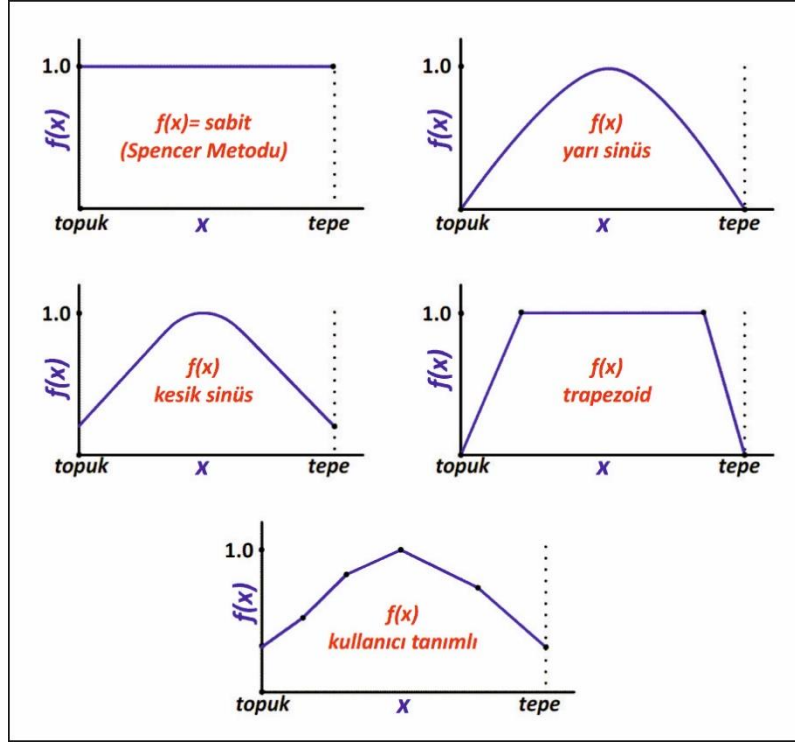 1.0
f(x)
f(x)= sabit
(Spencer Metodu)
topuk
x
tepe
1.0
f(x)
f(x)
yarı sinüs
topuk
x
tepe
1.0
f(x)
f(x)
kesik sinüs
topuk
x
tepe
1.0
f(x)
f(x)
trapezoid
topuk
x
tepe
1.0
f(x)
f(x)
kullanıcı tanımlı
topuk
x
tepe